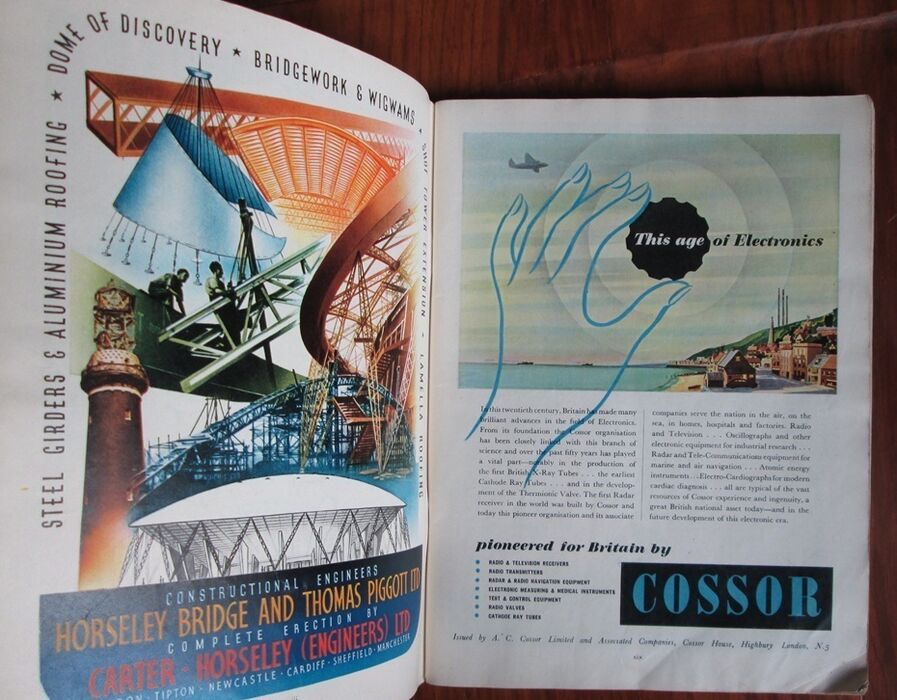 STEEL GIRDERS & ALUMINIUM ROOFING ★ DOME OF DISCOVERY ★ BRIDGEWORK & WIGWAMS ★ SHOT TOWER EXTENSION ~ LAMELLA ROOFING
CONSTRUCTIONAL ENGINEERS
HORSELEY BRIDGE AND THOMAS PIGGOTT LTD
COMPLETE ERECTION BY
CARTER-HORSELEY (ENGINEERS) LTD
TIPTON · NEWCASTLE · CARDIFF · SHEFFIELD · MANCHESTER
This age of Electronics
In this twentieth century, Britain has made many
brilliant advances in the field of Electronics.
From its foundation the Cossor organisation
has been closely linked with this branch of
science and over the past fifty years has played
a vital part—notably in the production of
the first British X-Ray Tubes . . . the earliest
Cathode Ray Tubes . . . and in the develop-
ment of the Thermionic Valve. The first Radar
receiver in the world was built by Cossor and
today this pioneer organisation and its associate
companies serve the nation in the air, on the
sea, in homes, hospitals and factories. Radio
and Television . . . Oscillographs and other
electronic equipment for industrial research . . .
Radar and Tele-Communications equipment for
marine and air navigation . . . Atomic energy
instruments . . . Electro-Cardiographs for modern
cardiac diagnosis . . . all are typical of the vast
resources of Cossor experience and ingenuity, a
great British national asset today—and in the
future development of this electronic era.
pioneered for Britain by
RADIO & TELEVISION RECEIVERS
RADIO TRANSMITTERS
RADAR & RADIO NAVIGATION EQUIPMENT
ELECTRONIC MEASURING & MEDICAL INSTRUMENTS
TEST & CONTROL EQUIPMENT
RADIO VALVES
CATHODE RAY TUBES
COSSOR
Issued by A. C. Cossor Limited and Associated Companies, Cossor House, Highbury London, N.5
xix